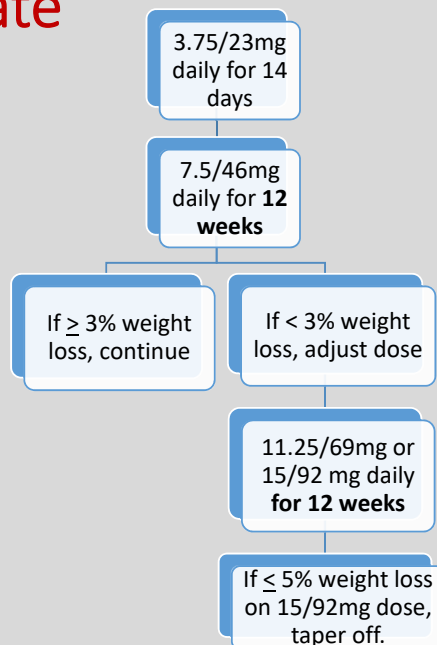 ate
3.75/23mg
daily for 14
days
7.5/46mg
daily for 12
weeks
If ≥ 3% weight
loss, continue
If < 3% weight
loss, adjust dose
11.25/69mg or
15/92 mg daily
for 12 weeks
If ≤ 5% weight loss
on 15/92mg dose,
taper off.